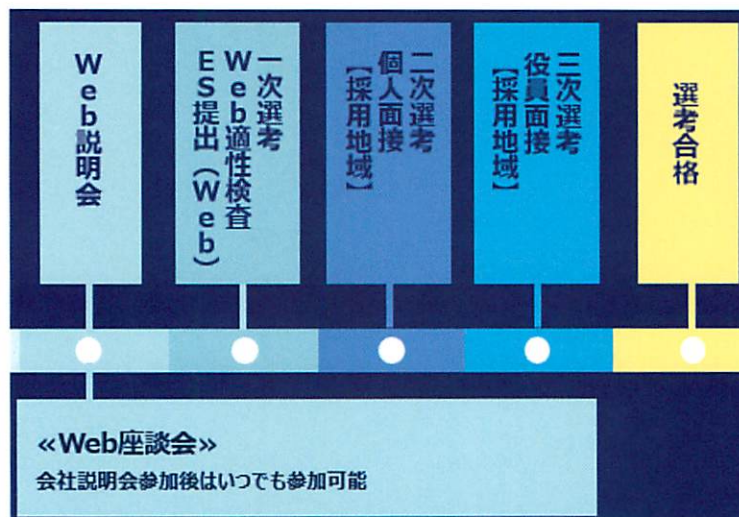 Web説明会
一次選考
Web適性検査
ES提出（Web）
二次選考
個人面接
【採用地域】
三次選考
役員面接
【採用地域】
選考合格
≪Web座談会≫
会社説明会参加後はいつでも参加可能